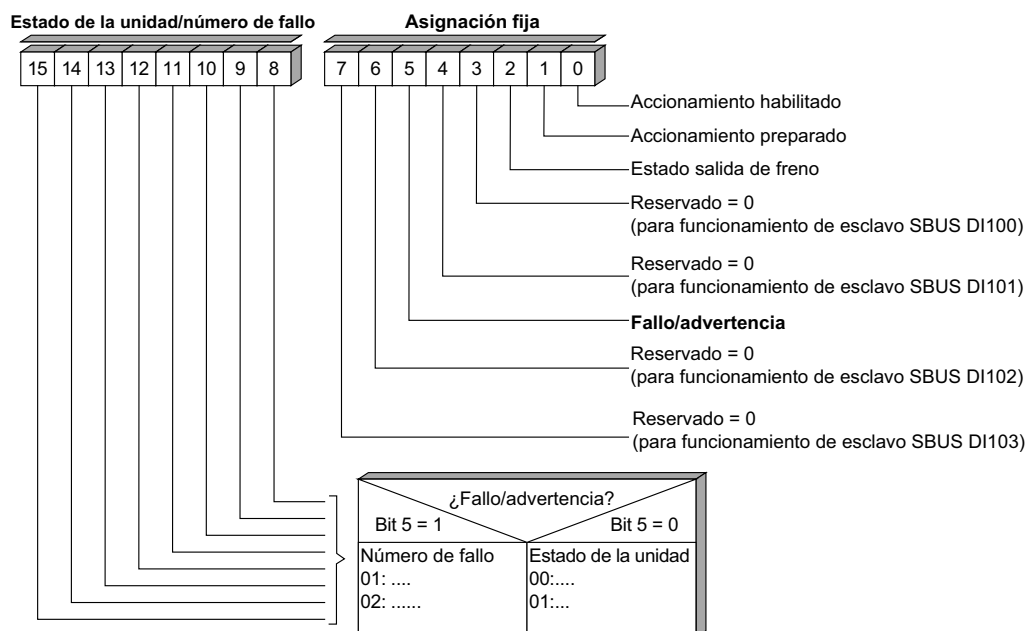 Estado de la unidad/número de fallo
Asignación fija
15 14 13 12 11 10 9 8
7 6 5 4 3 2 1 0
Accionamiento habilitado
Accionamiento preparado
Estado salida de freno
Reservado = 0
(para funcionamiento de esclavo SBUS DI100)
Reservado = 0
(para funcionamiento de esclavo SBUS DI101)
Fallo/advertencia
Reservado = 0
(para funcionamiento de esclavo SBUS DI102)
Reservado = 0
(para funcionamiento de esclavo SBUS DI103)
¿Fallo/advertencia?
Bit 5 = 1
Bit 5 = 0
Número de fallo
01: ....
02: ......
Estado de la unidad
00:....
01:...